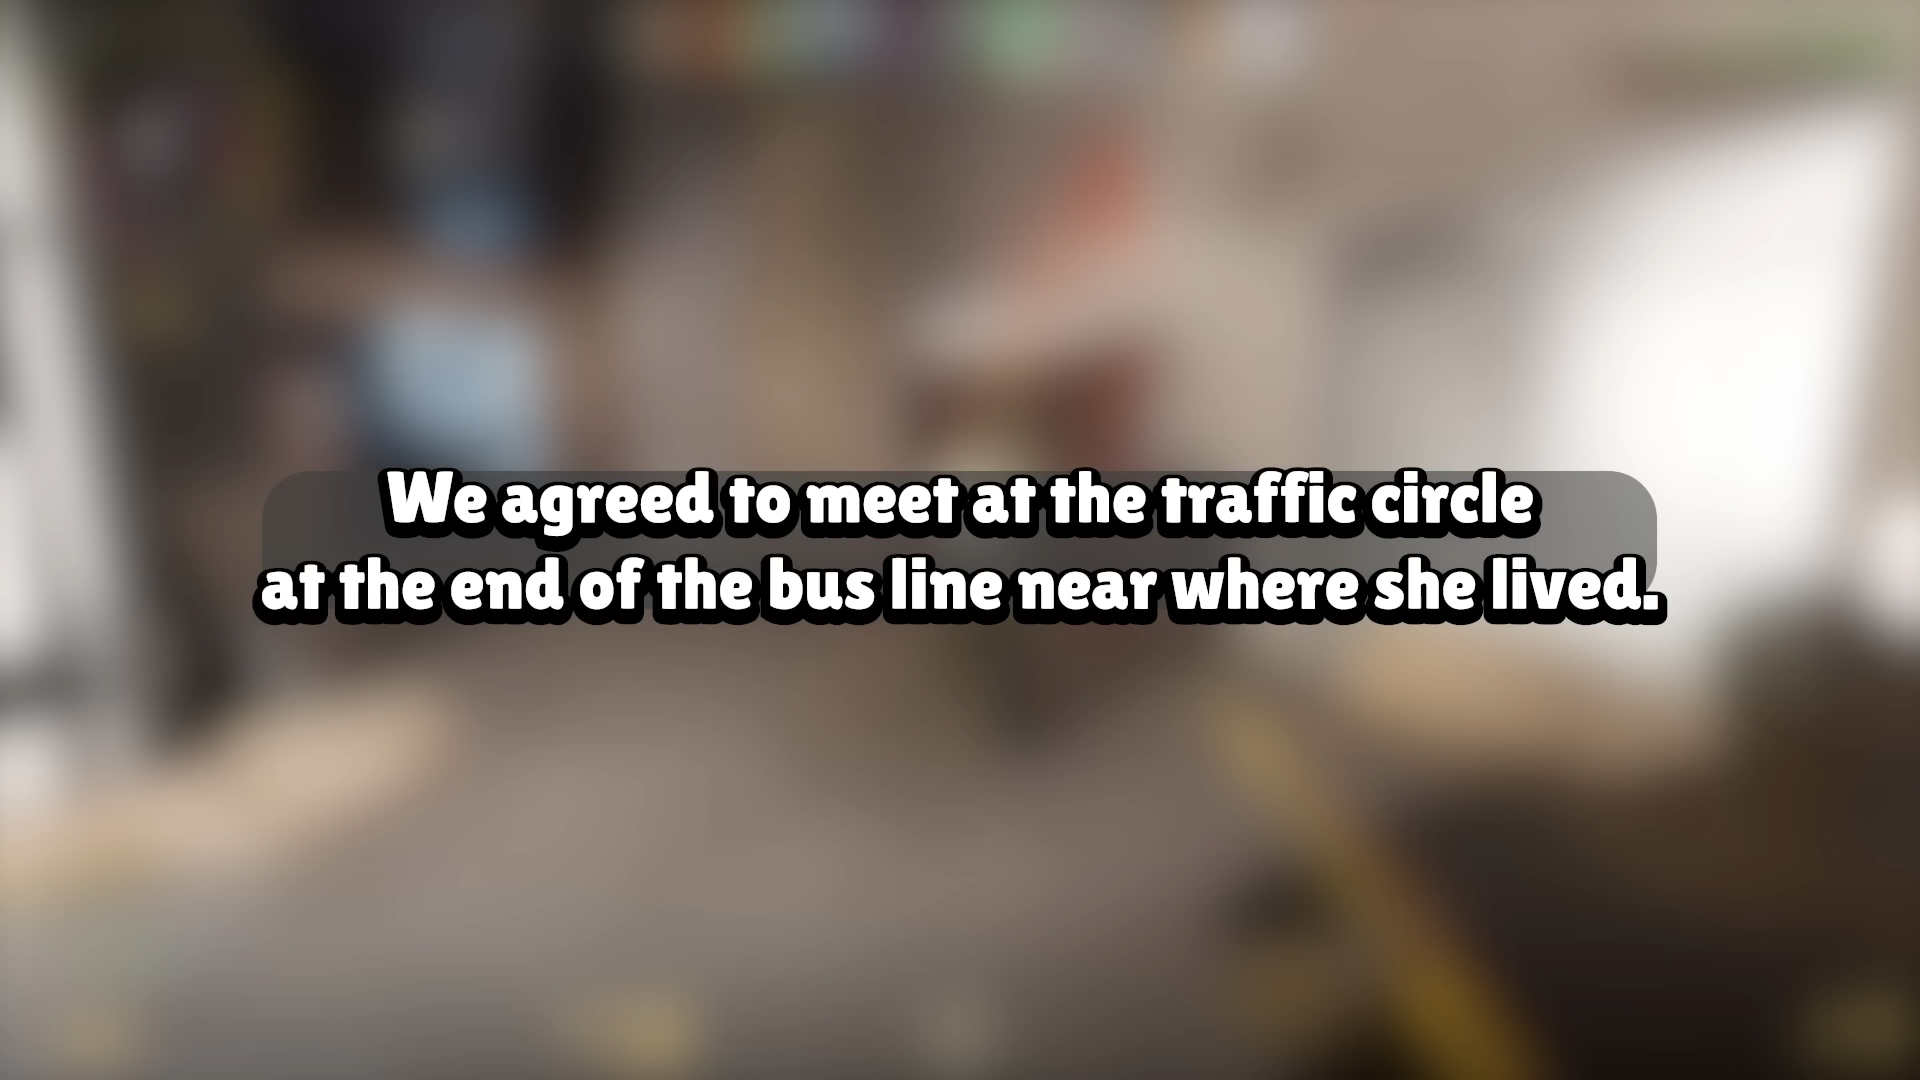 We agreed to meet at the traffic circle
at the end of the bus line near where she lived.